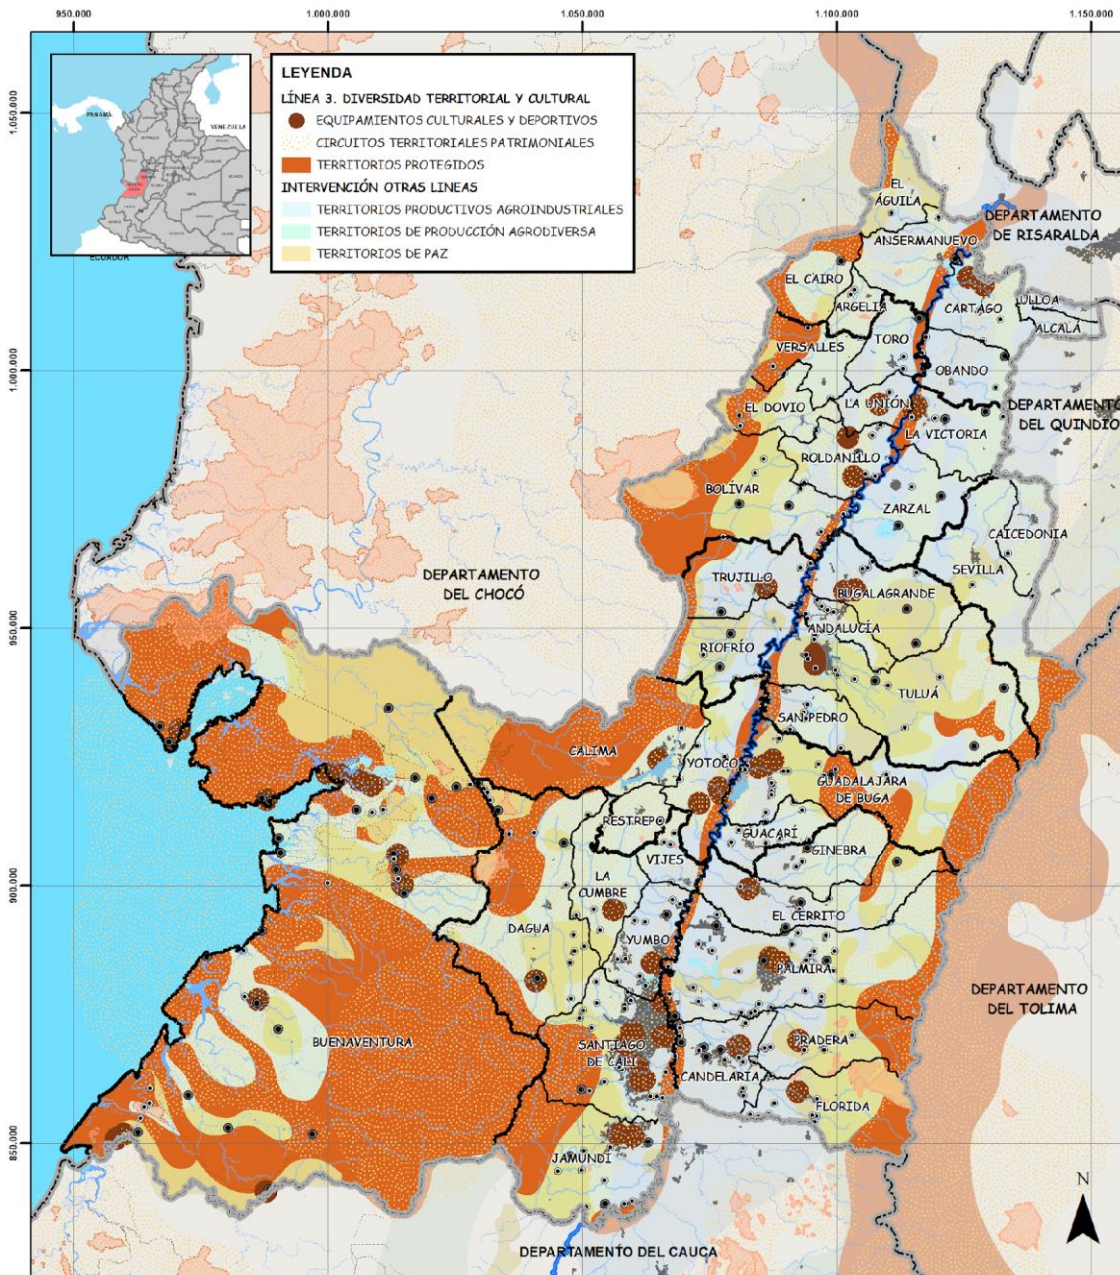 950.000
1.000.000
1.050.000
1.100.000
1.150.000
1.050.000
1.000.000
950.000
900.000
850.000
PANAMÁ
VENEZUELA
ECUADOR
LEYENDA
LÍNEA 3. DIVERSIDAD TERRITORIAL Y CULTURAL
EQUIPAMIENTOS CULTURALES Y DEPORTIVOS
CIRCUITOS TERRITORIALES PATRIMONIALES
TERRITORIOS PROTEGIDOS
INTERVENCIÓN OTRAS LINEAS
TERRITORIOS PRODUCTIVOS AGROINDUSTRIALES
TERRITORIOS DE PRODUCCIÓN AGRODIVERSA
TERRITORIOS DE PAZ
EL
ÁGUILA
DEPARTAMENTO
DE RISARALDA
ANSERMANUEVO
EL CAIRO
ARGELIA
CARTAGO
ULLOA
ALCALÁ
VERSALLES
TORO
OBANDO
EL DOVIO
LA UNIÓN
DEPARTAMENTO
DEL QUINDIO
LA VICTORIA
ROLDANILLO
BOLÍVAR
ZARZAL
CAICEDONIA
SEVILLA
DEPARTAMENTO
DEL CHOCÓ
TRUJILLO
BUGALAGRANDE
ANDALUCÍA
RIOFRÍO
TULUÁ
SAN PEDRO
CALIMA
YOTOCO
GUADALAJARA
DE BUGA
RESTREPO
GUACARÍ
GINEBRA
VIJES
LA
CUMBRE
EL CERRITO
DAGUA
YUMBO
PALMIRA
DEPARTAMENTO
DEL TOLIMA
BUENAVENTURA
SANTIAGO
DE CALI
PRADERA
CANDELARIA
FLORIDA
JAMUNDÍ
N
DEPARTAMENTO DEL CAUCA